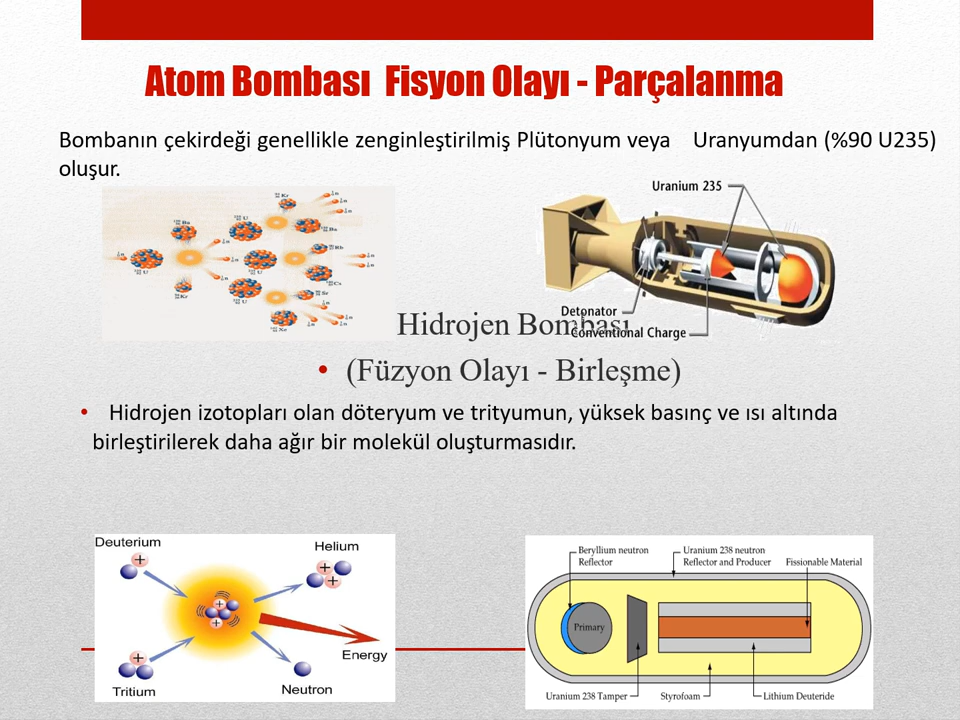 Atom Bombası Fisyon Olayı - Parçalanma
Bombanın çekirdeği genellikle zenginleştirilmiş Plütonyum veya Uranyumdan (%90 U235)
oluşur.
Uranium 235
Detonator
Conventional Charge
Hidrojen Bombası
• (Füzyon Olayı - Birleşme)
• Hidrojen izotopları olan döteryum ve trityumun, yüksek basınç ve ısı altında
birleştirilerek daha ağır bir molekül oluşturmasıdır.
Deuterium
Helium
Energy
Tritium
Neutron
Beryllium neutron
Reflector
Uranium 238 neutron
Reflector and Producer
Fissionable Material
Primary
Uranium 238 Tamper
Styrofoam
Lithium Deuteride